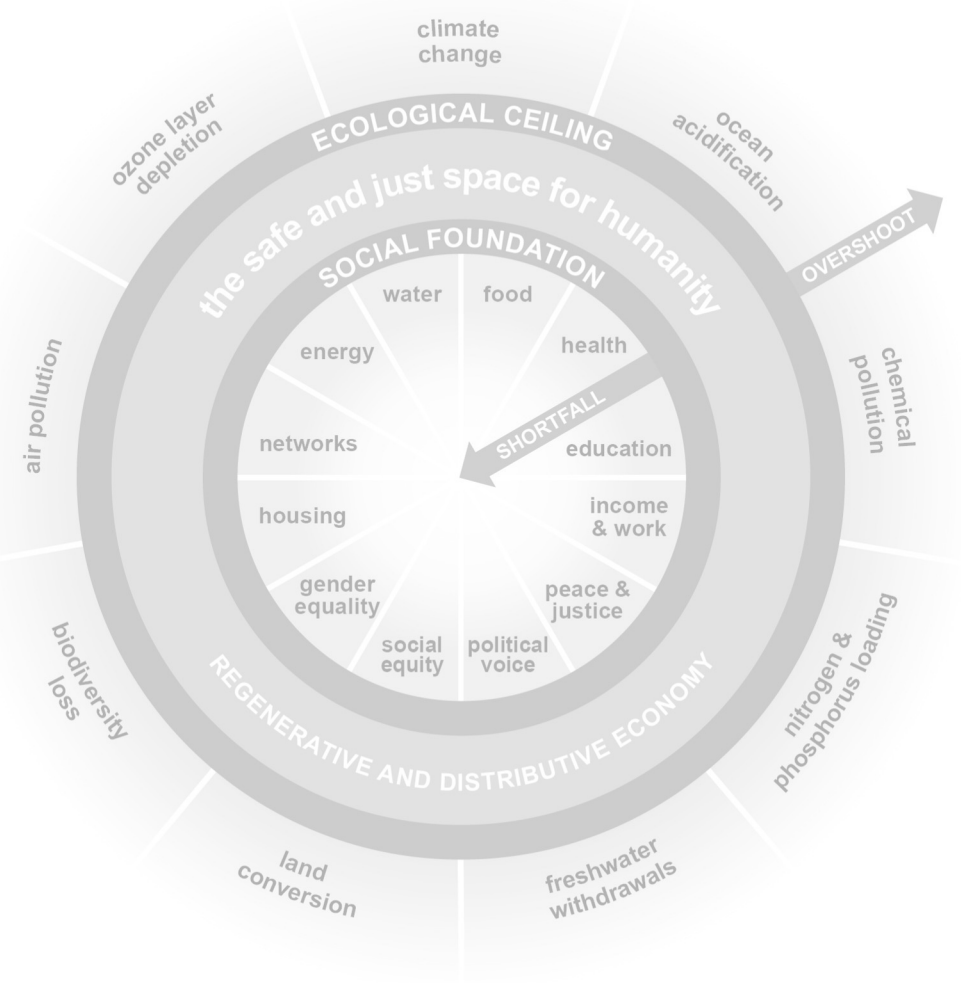 climate
change
ozone layer
depletion
ocean
acidification
ECOLOGICAL CEILING
the safe and just space for humanity
OVERSHOOT
SOCIAL FOUNDATION
water
food
energy
health
SHORTFALL
air pollution
chemical
pollution
networks
education
housing
income
& work
gender
equality
peace &
justice
social
equity
political
voice
biodiversity
loss
nitrogen &
phosphorus loading
REGENERATIVE AND DISTRIBUTIVE ECONOMY
land
conversion
freshwater
withdrawals